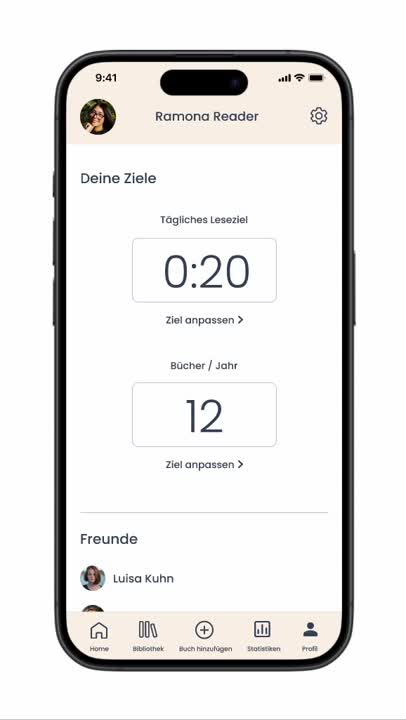 9:41
Ramona Reader
Deine Ziele
Tägliches Leseziel
0:20
Ziel anpassen
Bücher / Jahr
12
Ziel anpassen
Freunde
Luisa Kuhn
Home Bibliothek Buch hinzufügen Statistiken Profil